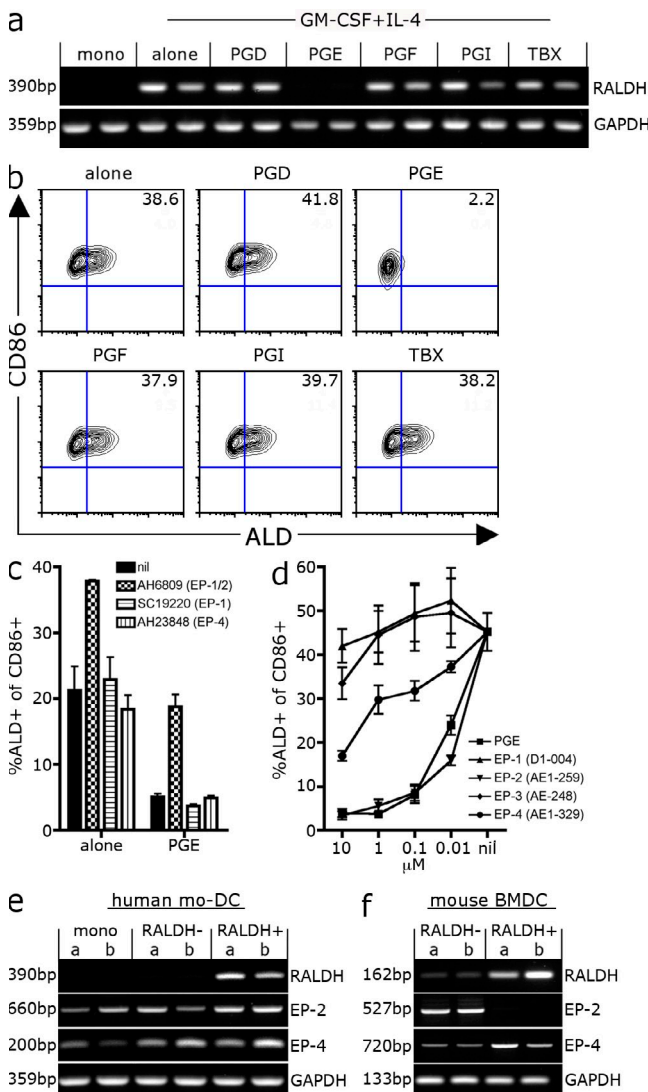 a
GM-CSF+IL-4
mono alone PGD PGE PGF PGI TBX
390bp RALDH
359bp GAPDH
b
alone PGD PGE
38.6 41.8 2.2
PGF PGI TBX
37.9 39.7 38.2
CD86
ALD
c
%ALD+ of CD86+
60
40
20
0
nil
AH6809 (EP-1/2)
SC19220 (EP-1)
AH23848 (EP-4)
alone PGE
d
%ALD+ of CD86+
60
50
40
30
20
10
0
PGE
EP-1 (D1-004)
EP-2 (AE1-259)
EP-3 (AE-248)
EP-4 (AE1-329)
10 1 0.1 0.01 nil
µM
e human mo-DC
mono RALDH- RALDH+
a b a b a b
390bp RALDH
660bp EP-2
200bp EP-4
359bp GAPDH
f mouse BMDC
RALDH- RALDH+
a b a b
162bp RALDH
527bp EP-2
720bp EP-4
133bp GAPDH